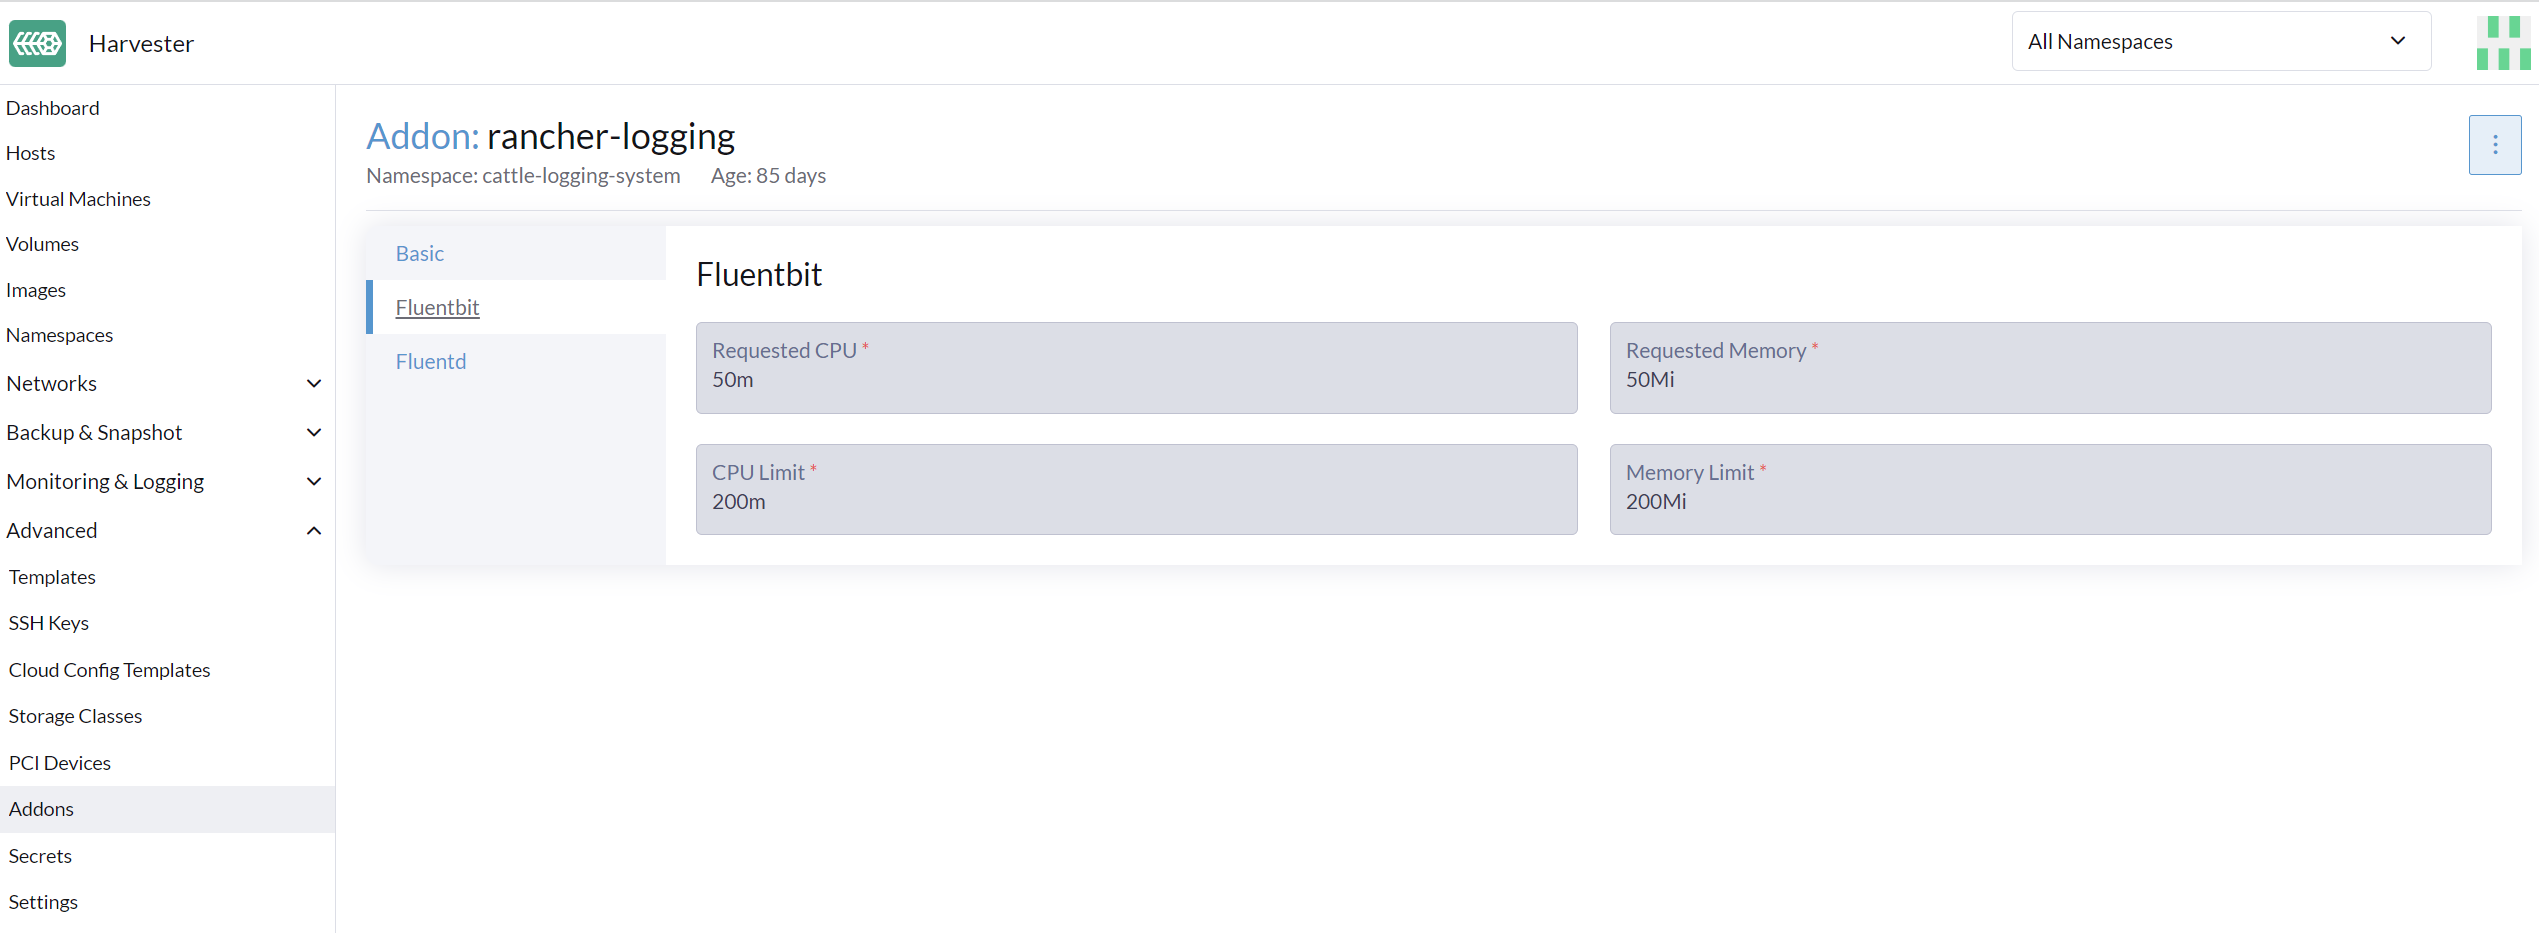 Harvester
All Namespaces
Dashboard
Hosts
Virtual Machines
Volumes
Images
Namespaces
Networks
Backup & Snapshot
Monitoring & Logging
Advanced
Templates
SSH Keys
Cloud Config Templates
Storage Classes
PCI Devices
Addons
Secrets
Settings
Addon: rancher-logging
Namespace: cattle-logging-system Age: 85 days
Basic
Fluentbit
Fluentd
Fluentbit
Requested CPU *
50m
Requested Memory *
50Mi
CPU Limit *
200m
Memory Limit *
200Mi